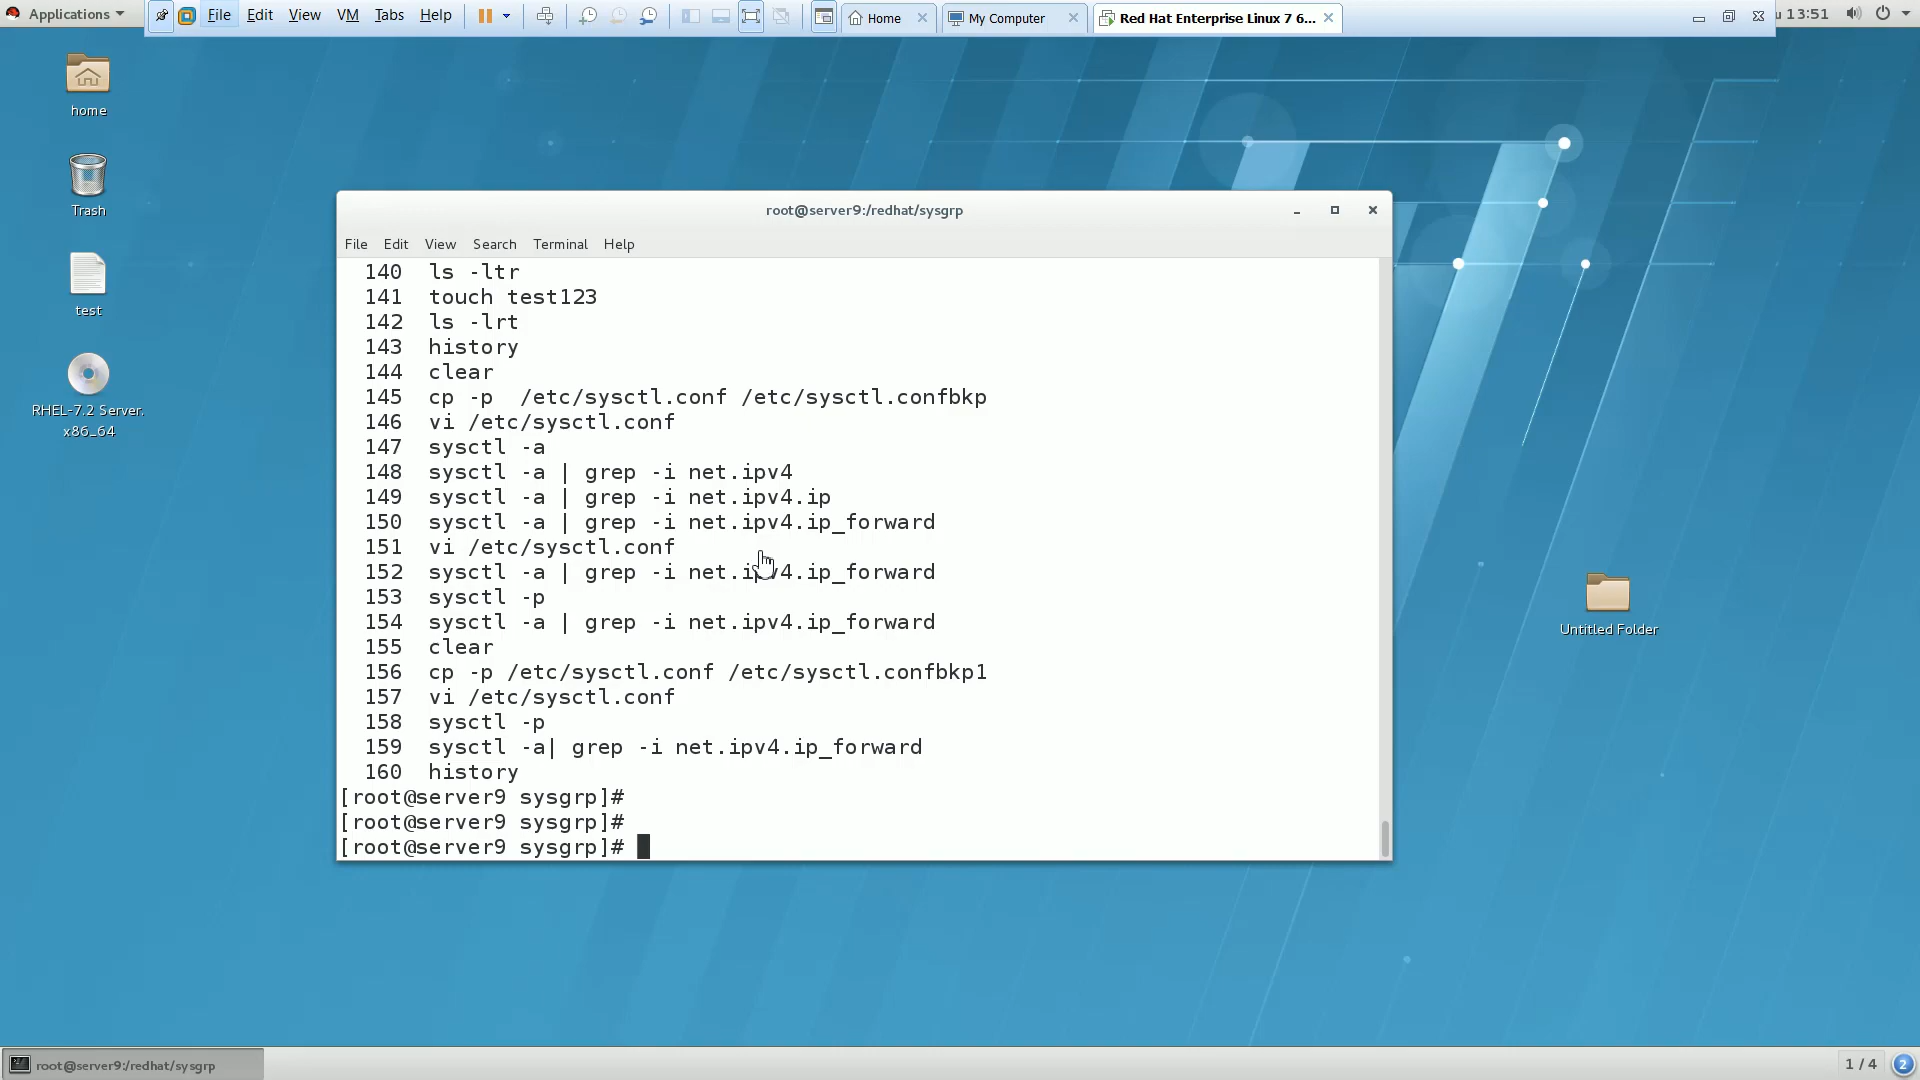 Applications
File Edit View VM Tabs Help
Home
My Computer
Red Hat Enterprise Linux 7 6...
u 13:51
home
Trash
test
RHEL-7.2 Server.
x86_64
Untitled Folder
root@server9:/redhat/sysgrp
File Edit View Search Terminal Help
140 ls -ltr
141 touch test123
142 ls -lrt
143 history
144 clear
145 cp -p  /etc/sysctl.conf /etc/sysctl.confbkp
146 vi /etc/sysctl.conf
147 sysctl -a
148 sysctl -a | grep -i net.ipv4
149 sysctl -a | grep -i net.ipv4.ip
150 sysctl -a | grep -i net.ipv4.ip_forward
151 vi /etc/sysctl.conf
152 sysctl -a | grep -i net.ipv4.ip_forward
153 sysctl -p
154 sysctl -a | grep -i net.ipv4.ip_forward
155 clear
156 cp -p /etc/sysctl.conf /etc/sysctl.confbkp1
157 vi /etc/sysctl.conf
158 sysctl -p
159 sysctl -a| grep -i net.ipv4.ip_forward
160 history
[root@server9 sysgrp]#
[root@server9 sysgrp]#
[root@server9 sysgrp]#
root@server9:/redhat/sysgrp
1 / 4
2